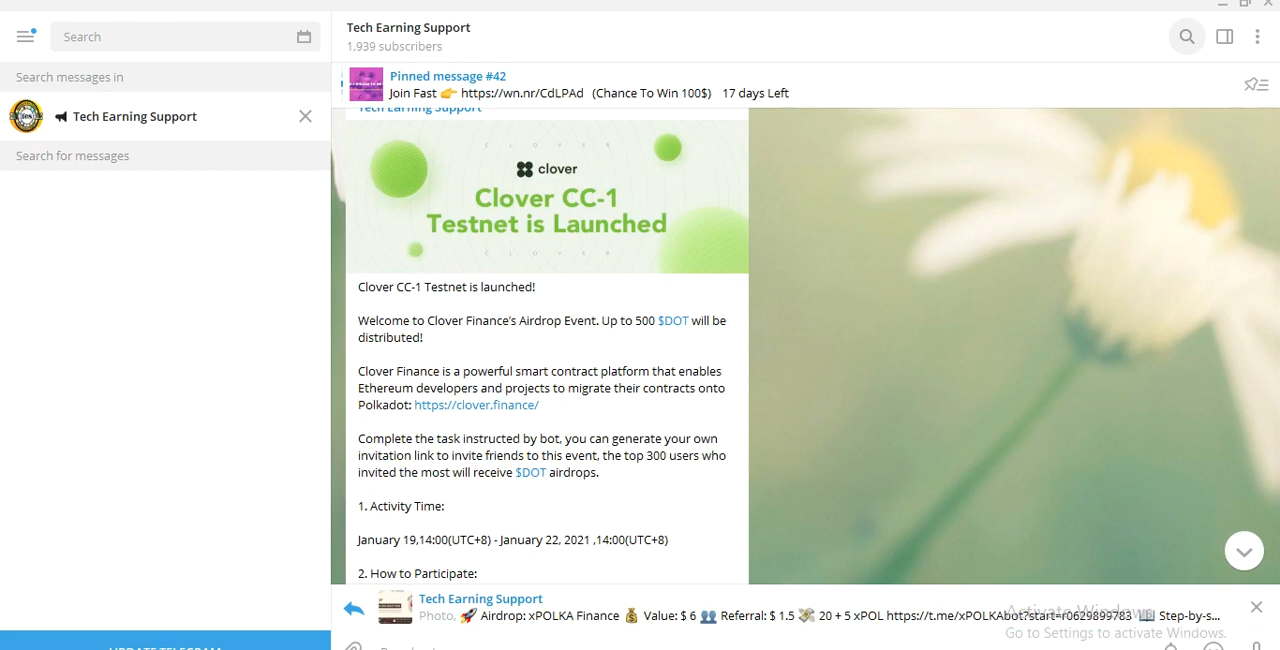 Search
Search messages in
Tech Earning Support
Search for messages
Tech Earning Support
1,939 subscribers
Pinned message #42
Join Fast 👉 https://wn.nr/CdLPAd (Chance To Win 100$) 17 days Left
Tech Earning Support
C L O V E R
clover
Clover CC-1
Testnet is Launched
C L O V E R
Clover CC-1 Testnet is launched!
Welcome to Clover Finance's Airdrop Event. Up to 500 $DOT will be
distributed!
Clover Finance is a powerful smart contract platform that enables
Ethereum developers and projects to migrate their contracts onto
Polkadot: https://clover.finance/
Complete the task instructed by bot, you can generate your own
invitation link to invite friends to this event, the top 300 users who
invited the most will receive $DOT airdrops.
1. Activity Time:
January 19,14:00(UTC+8) - January 22, 2021 ,14:00(UTC+8)
2. How to Participate:
Tech Earning Support
Photo, 🚀 Airdrop: xPOLKA Finance 💰 Value: $ 6 👥 Referral: $ 1.5 💸 20 + 5 xPOL https://t.me/xPOLKAbot?start=r0629899783 📖 Step-by-s...
Activate Windows
Go to Settings to activate Windows.
UPDATE TELEGRAM